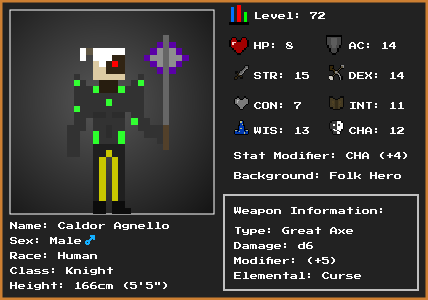 Level: 72
HP: 8 AC: 14
STR: 15 DEX: 14
CON: 7 INT: 11
WIS: 13 CHA: 12
Stat Modifier: CHA (+4)
Background: Folk Hero
Name: Caldor Agnello
Sex: Male ♂
Race: Human
Class: Knight
Height: 166cm (5'5")
Weapon Information:
Type: Great Axe
Damage: d6
Modifier: (+5)
Elemental: Curse